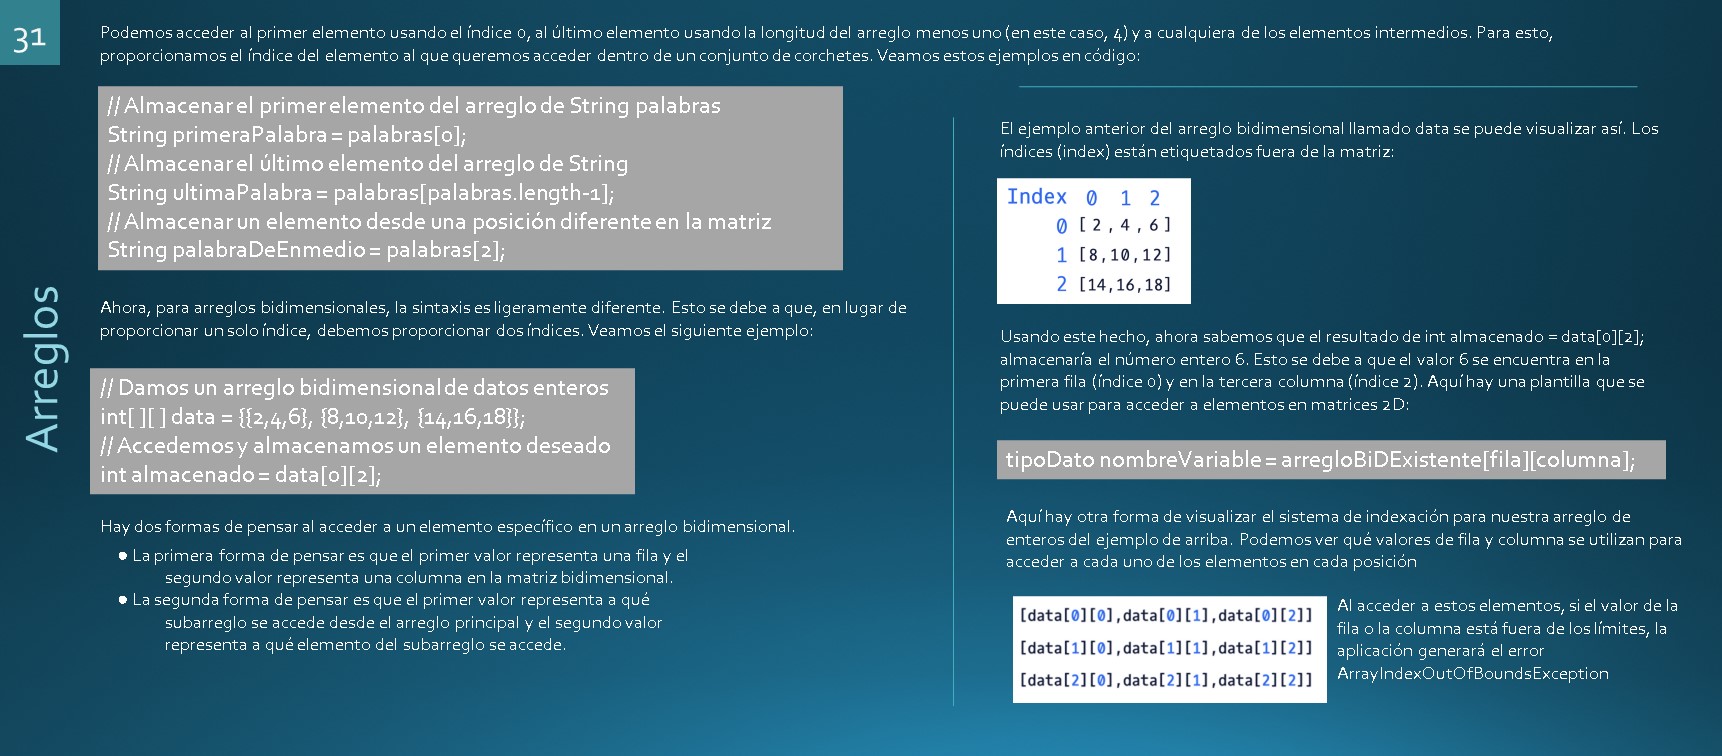 31
Podemos acceder al primer elemento usando el índice 0, al último elemento usando la longitud del arreglo menos uno (en este caso, 4) y a cualquiera de los elementos intermedios. Para esto,
proporcionamos el índice del elemento al que queremos acceder dentro de un conjunto de corchetes. Veamos estos ejemplos en código:
// Almacenar el primer elemento del arreglo de String palabras
String primeraPalabra = palabras[0];
// Almacenar el último elemento del arreglo de String
String ultimaPalabra = palabras[palabras.length-1];
// Almacenar un elemento desde una posición diferente en la matriz
String palabraDeEnmedio = palabras[2];
Arreglos
Ahora, para arreglos bidimensionales, la sintaxis es ligeramente diferente. Esto se debe a que, en lugar de
proporcionar un solo índice, debemos proporcionar dos índices. Veamos el siguiente ejemplo:
// Damos un arreglo bidimensional de datos enteros
int[ ][ ] data = {{2,4,6}, {8,10,12}, {14,16,18}};
// Accedemos y almacenamos un elemento deseado
int almacenado = data[0][2];
Hay dos formas de pensar al acceder a un elemento específico en un arreglo bidimensional.
● La primera forma de pensar es que el primer valor representa una fila y el
segundo valor representa una columna en la matriz bidimensional.
● La segunda forma de pensar es que el primer valor representa a qué
subarreglo se accede desde el arreglo principal y el segundo valor
representa a qué elemento del subarreglo se accede.
El ejemplo anterior del arreglo bidimensional llamado data se puede visualizar así. Los
índices (index) están etiquetados fuera de la matriz:
Index 0 1 2
0 [ 2 , 4 , 6 ]
1 [8,10,12]
2 [14,16,18]
Usando este hecho, ahora sabemos que el resultado de int almacenado = data[0][2];
almacenaría el número entero 6. Esto se debe a que el valor 6 se encuentra en la
primera fila (índice 0) y en la tercera columna (índice 2). Aquí hay una plantilla que se
puede usar para acceder a elementos en matrices 2D:
tipoDato nombreVariable = arregloBiDExistente[fila][columna];
Aquí hay otra forma de visualizar el sistema de indexación para nuestra arreglo de
enteros del ejemplo de arriba. Podemos ver qué valores de fila y columna se utilizan para
acceder a cada uno de los elementos en cada posición
[data[0][0],data[0][1],data[0][2]]
[data[1][0],data[1][1],data[1][2]]
[data[2][0],data[2][1],data[2][2]]
Al acceder a estos elementos, si el valor de la
fila o la columna está fuera de los límites, la
aplicación generará el error
ArrayIndexOutOfBoundsException